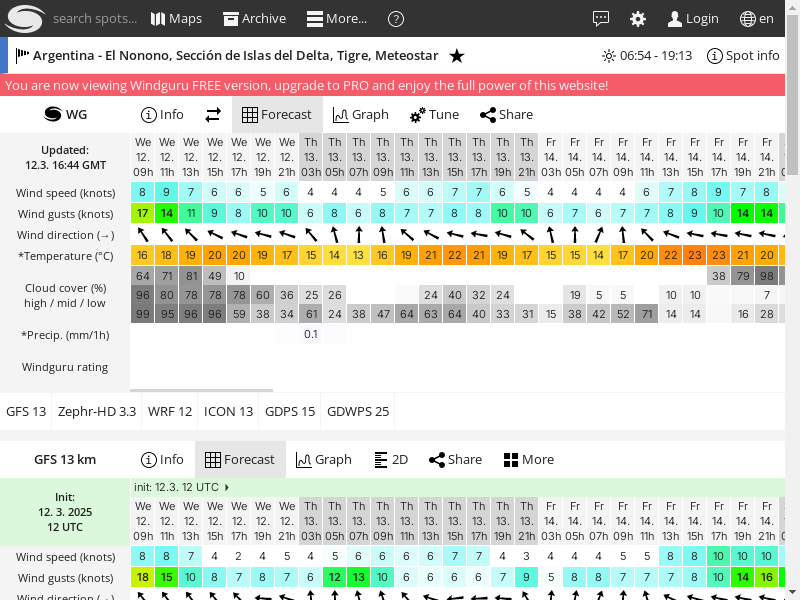 search spots... Maps Archive More... ? Login en
Argentina - El Nonono, Sección de Islas del Delta, Tigre, Meteostar ★ 06:54 - 19:13 Spot info
You are now viewing Windguru FREE version, upgrade to PRO and enjoy the full power of this website!
WG Info Forecast Graph Tune Share
Updated:
12.3. 16:44 GMT
We We We We We We We Th Th Th Th Th Th Th Th Th Th Fr Fr Fr Fr Fr Fr Fr Fr Fr Fr
12. 12. 12. 12. 12. 12. 12. 13. 13. 13. 13. 13. 13. 13. 13. 13. 13. 14. 14. 14. 14. 14. 14. 14. 14. 14. 14.
09h 11h 13h 15h 17h 19h 21h 03h 05h 07h 09h 11h 13h 15h 17h 19h 21h 03h 05h 07h 09h 11h 13h 15h 17h 19h 21h
Wind speed (knots) 8 9 7 6 6 5 6 4 4 4 5 6 6 7 7 6 5 4 4 4 4 6 7 8 9 7 8
Wind gusts (knots) 17 14 11 9 8 10 10 6 8 6 8 7 7 8 8 10 10 6 7 6 7 7 8 9 10 14 14
Wind direction (→)
*Temperature (°C) 16 18 19 20 20 19 17 15 14 13 16 19 21 22 21 19 17 15 15 14 17 20 22 23 23 21 20
Cloud cover (%)
high / mid / low
64 71 81 49 10 38 79 98
96 80 78 78 78 60 36 25 26 24 40 32 24 19 5 5 10 10 7
99 95 96 96 59 38 34 61 24 38 47 64 63 64 40 33 31 15 38 42 52 71 14 14 16 28
*Precip. (mm/1h) 0.1
Windguru rating
GFS 13 Zephr-HD 3.3 WRF 12 ICON 13 GDPS 15 GDWPS 25
GFS 13 km Info Forecast Graph 2D Share More
init: 12.3. 12 UTC
Init:
12. 3. 2025
12 UTC
We We We We We We We Th Th Th Th Th Th Th Th Th Th Fr Fr Fr Fr Fr Fr Fr Fr Fr Fr
12. 12. 12. 12. 12. 12. 12. 13. 13. 13. 13. 13. 13. 13. 13. 13. 13. 14. 14. 14. 14. 14. 14. 14. 14. 14. 14.
09h 11h 13h 15h 17h 19h 21h 03h 05h 07h 09h 11h 13h 15h 17h 19h 21h 03h 05h 07h 09h 11h 13h 15h 17h 19h 21h
Wind speed (knots) 8 8 7 4 2 4 5 4 5 6 6 6 6 7 7 4 3 4 4 4 5 5 8 8 10 10 10
Wind gusts (knots) 18 15 10 8 7 8 7 6 12 13 10 6 6 6 6 7 9 5 8 8 7 7 7 8 10 14 16
Wind direction (→)